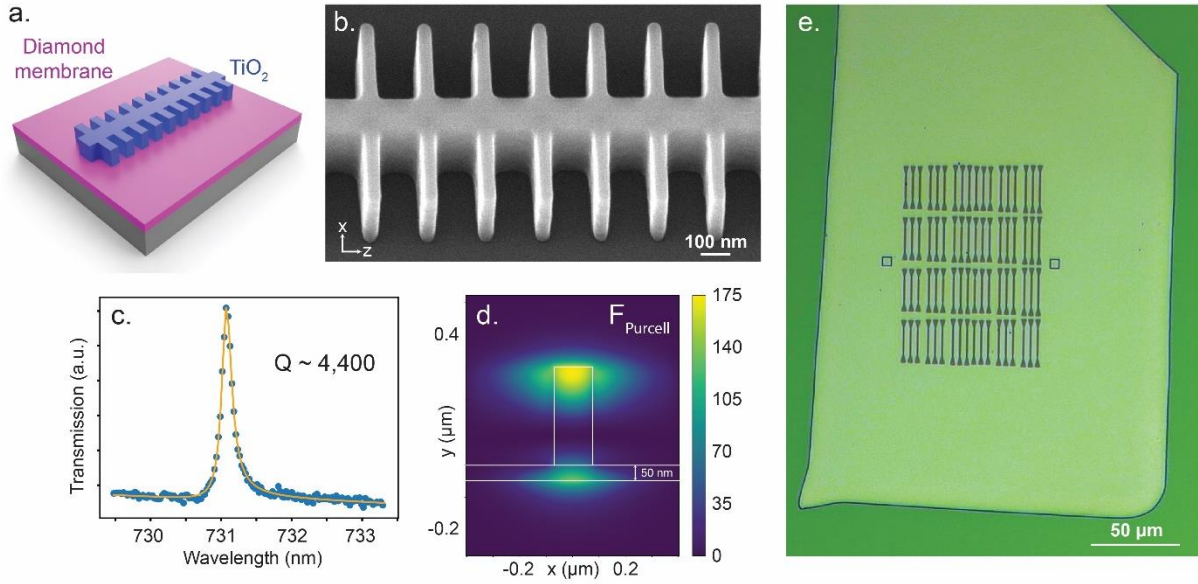 a.
Diamond
membrane
TiO2
b.
x
z
100 nm
c.
Q ~ 4,400
Transmission (a.u.)
730 731 732 733
Wavelength (nm)
d.
FPurcell
0.4
y (μm)
-0.2
50 nm
-0.2 x (μm) 0.2
175
140
105
70
35
0
e.
50 μm